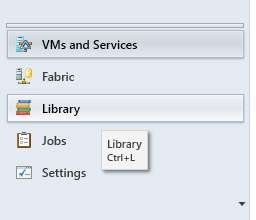 VMs and Services
Fabric
Library
Jobs
Library
Ctrl+L
Settings